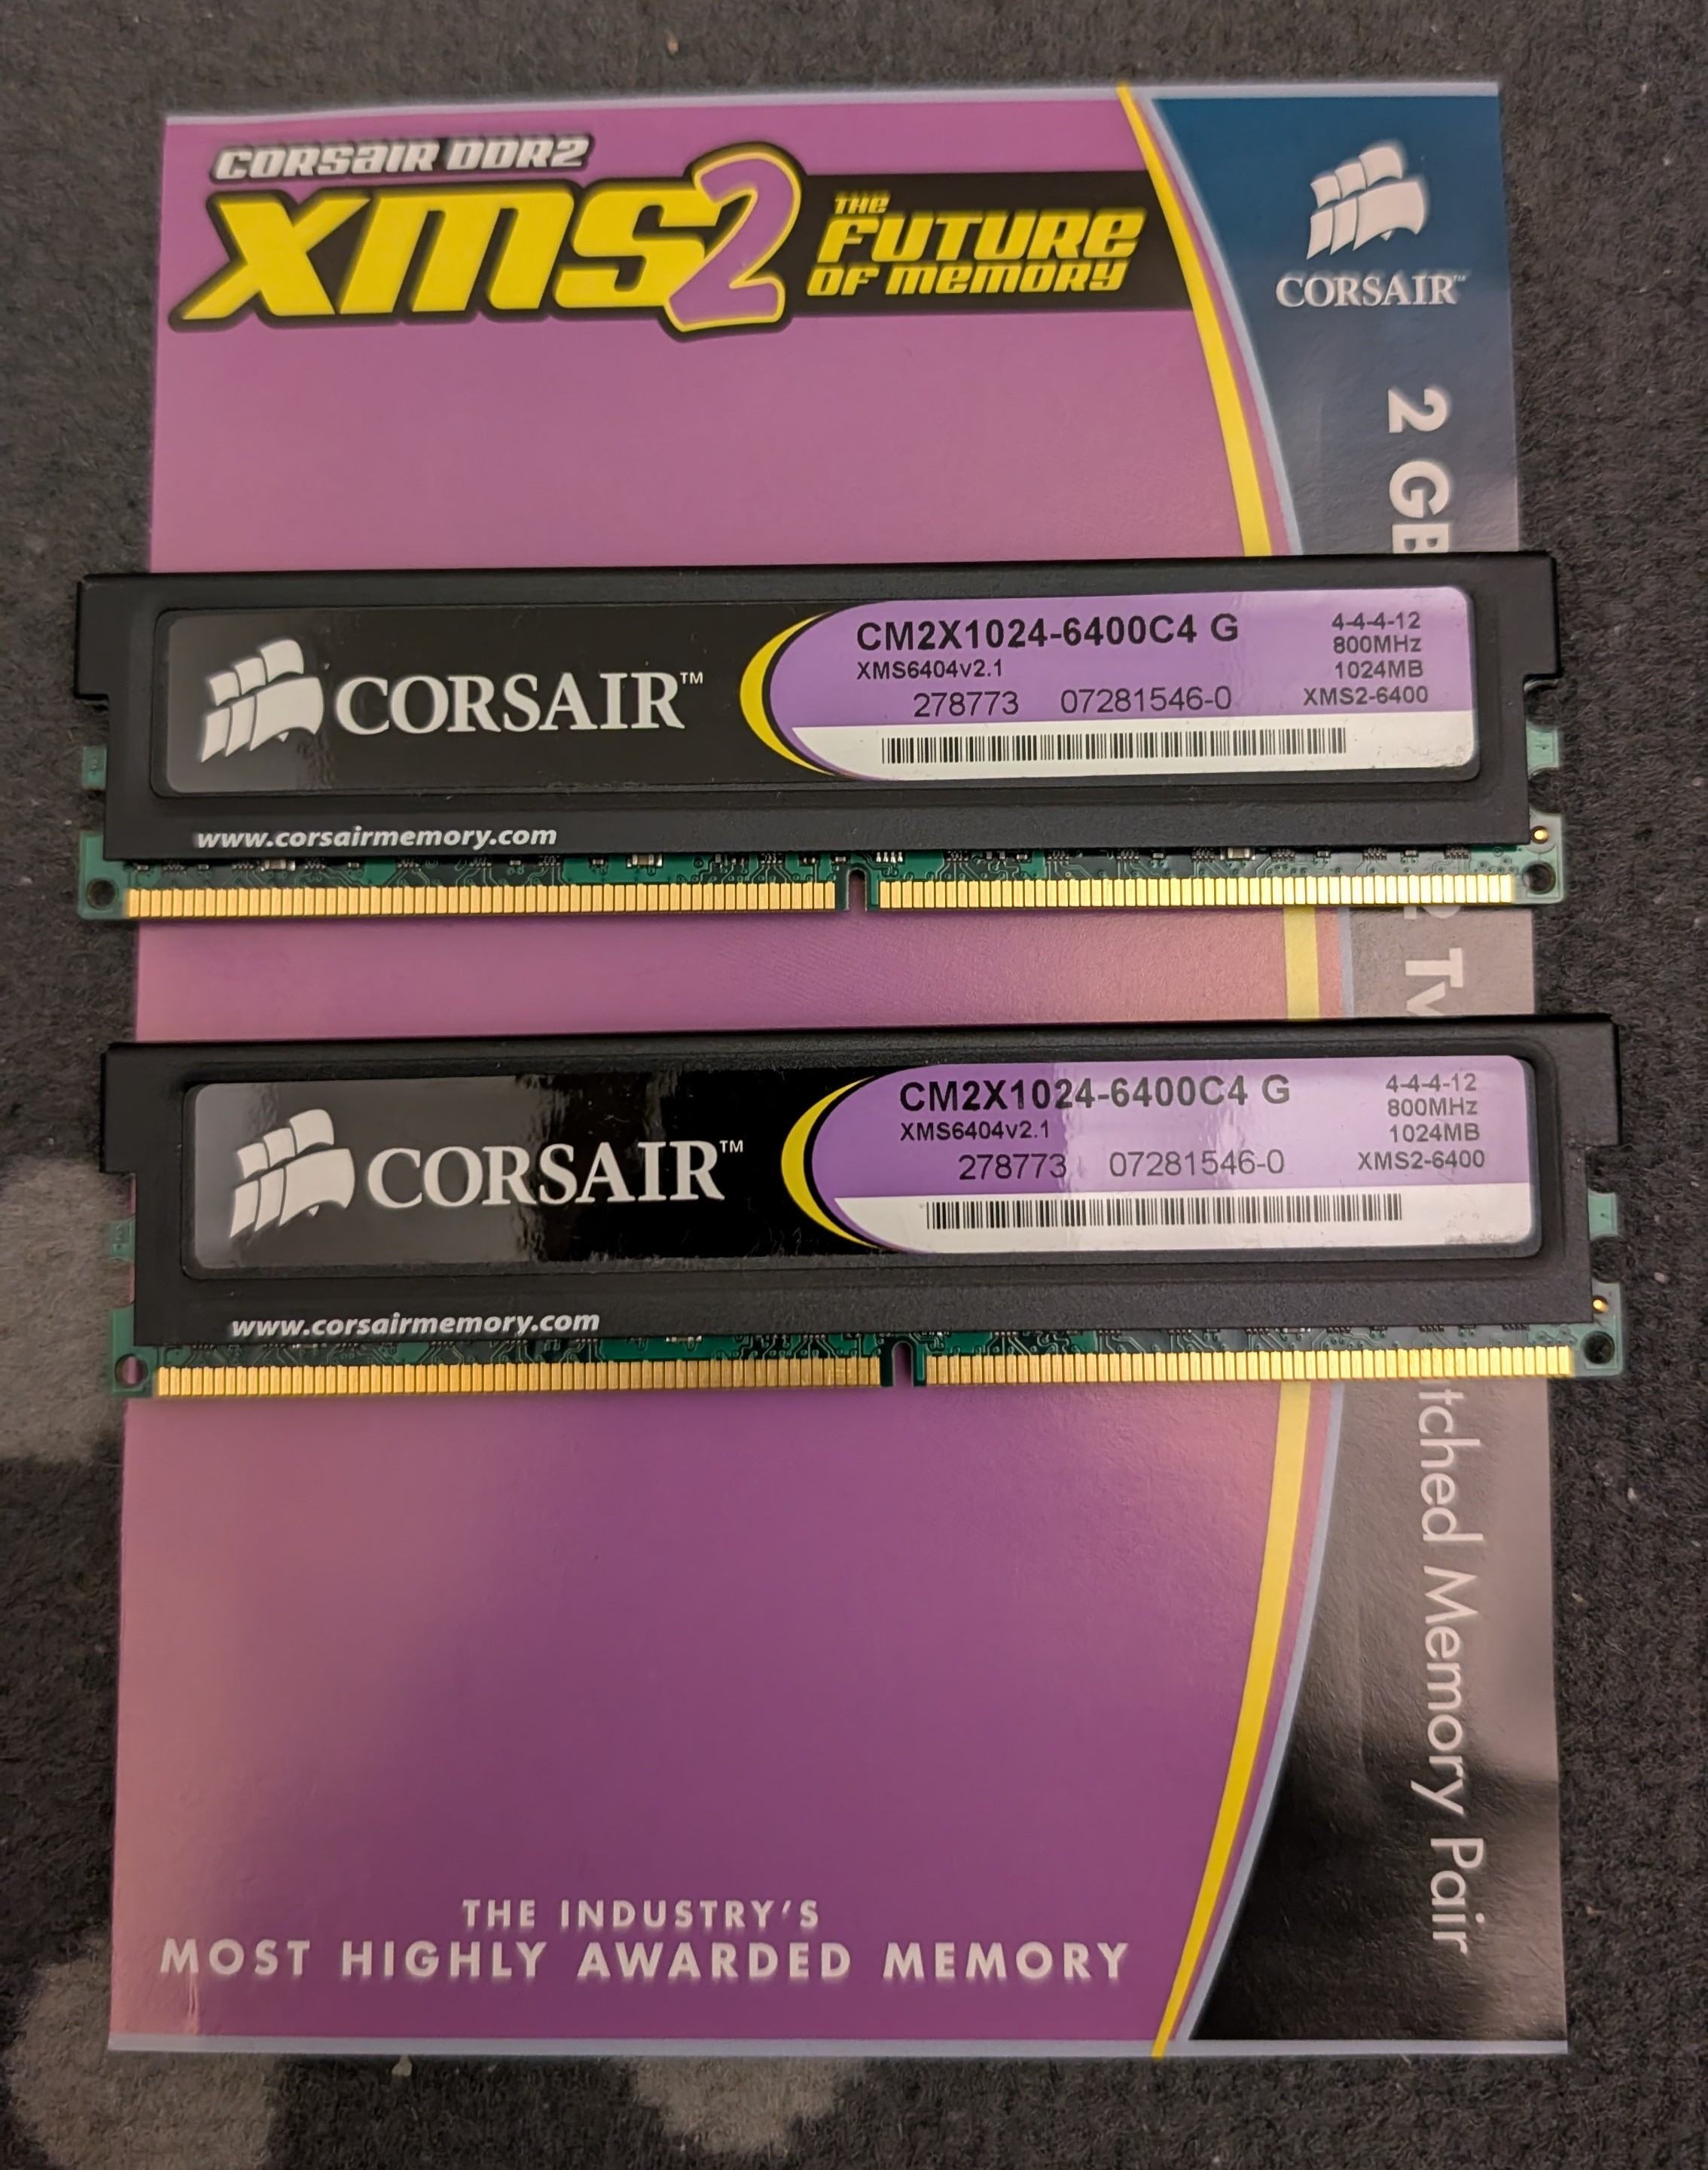 CORSAIR DDR2
XMS2
THE
FUTURE
OF MEMORY
CORSAIR™
2 GB
CORSAIR™
CM2X1024-6400C4 G
XMS6404v2.1
278773 07281546-0
4-4-4-12
800MHz
1024MB
XMS2-6400
www.corsairmemory.com
CORSAIR™
CM2X1024-6400C4 G
XMS6404v2.1
278773 07281546-0
4-4-4-12
800MHz
1024MB
XMS2-6400
www.corsairmemory.com
Memory Pair
THE INDUSTRY'S
MOST HIGHLY AWARDED MEMORY